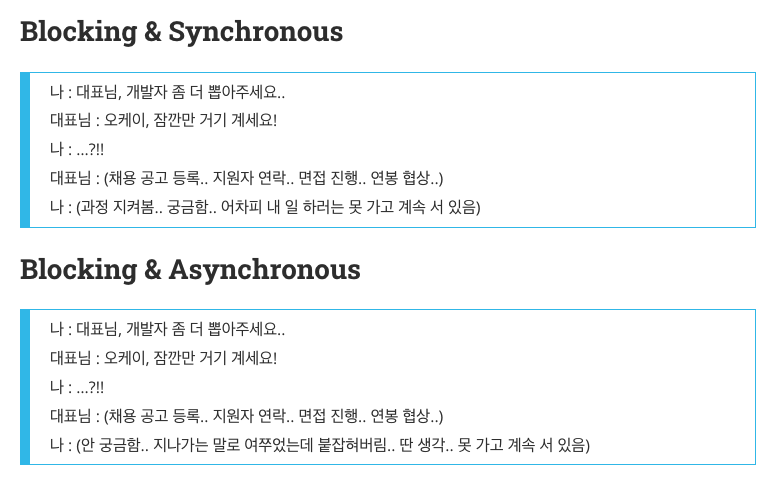 Blocking & Synchronous
나 : 대표님, 개발자 좀 더 뽑아주세요..
대표님 : 오케이, 잠깐만 거기 계세요!
나 : ...?!!
대표님 : (채용 공고 등록.. 지원자 연락.. 면접 진행.. 연봉 협상..)
나 : (과정 지켜봄.. 궁금함.. 어차피 내 일 하러는 못 가고 계속 서 있음)
Blocking & Asynchronous
나 : 대표님, 개발자 좀 더 뽑아주세요..
대표님 : 오케이, 잠깐만 거기 계세요!
나 : ...?!!
대표님 : (채용 공고 등록.. 지원자 연락.. 면접 진행.. 연봉 협상..)
나 : (안 궁금함.. 지나가는 말로 여쭈었는데 붙잡혀버림.. 딴 생각.. 못 가고 계속 서 있음)